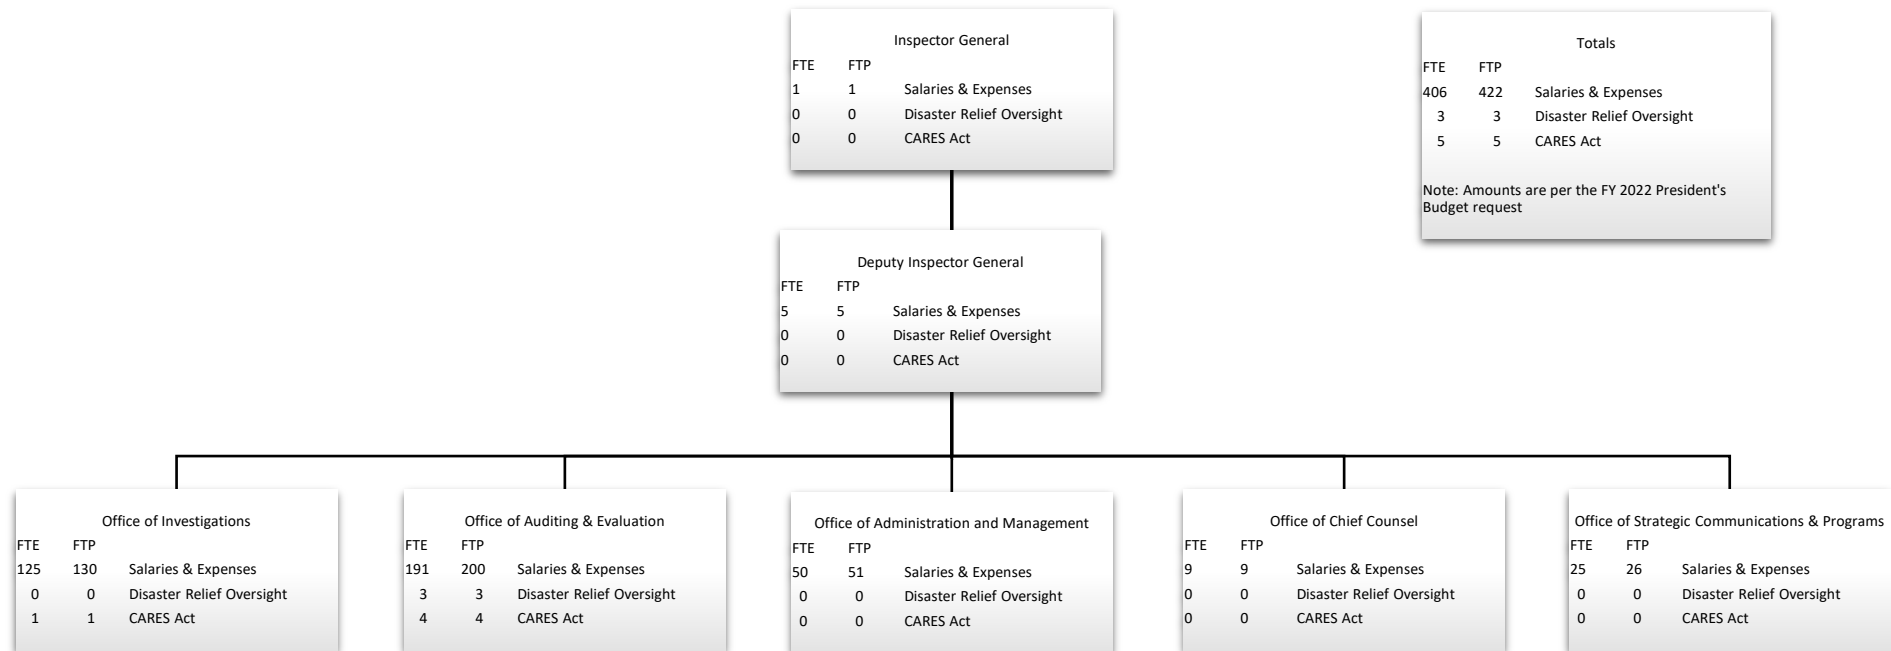 Inspector General
FTE FTP
1 1 Salaries & Expenses
0 0 Disaster Relief Oversight
0 0 CARES Act
Totals
FTE FTP
406 422 Salaries & Expenses
3 3 Disaster Relief Oversight
5 5 CARES Act
Note: Amounts are per the FY 2022 President's
Budget request
Deputy Inspector General
FTE FTP
5 5 Salaries & Expenses
0 0 Disaster Relief Oversight
0 0 CARES Act
Office of Investigations
FTE FTP
125 130 Salaries & Expenses
0 0 Disaster Relief Oversight
1 1 CARES Act
Office of Auditing & Evaluation
FTE FTP
191 200 Salaries & Expenses
3 3 Disaster Relief Oversight
4 4 CARES Act
Office of Administration and Management
FTE FTP
50 51 Salaries & Expenses
0 0 Disaster Relief Oversight
0 0 CARES Act
Office of Chief Counsel
FTE FTP
9 9 Salaries & Expenses
0 0 Disaster Relief Oversight
0 0 CARES Act
Office of Strategic Communications & Programs
FTE FTP
25 26 Salaries & Expenses
0 0 Disaster Relief Oversight
0 0 CARES Act